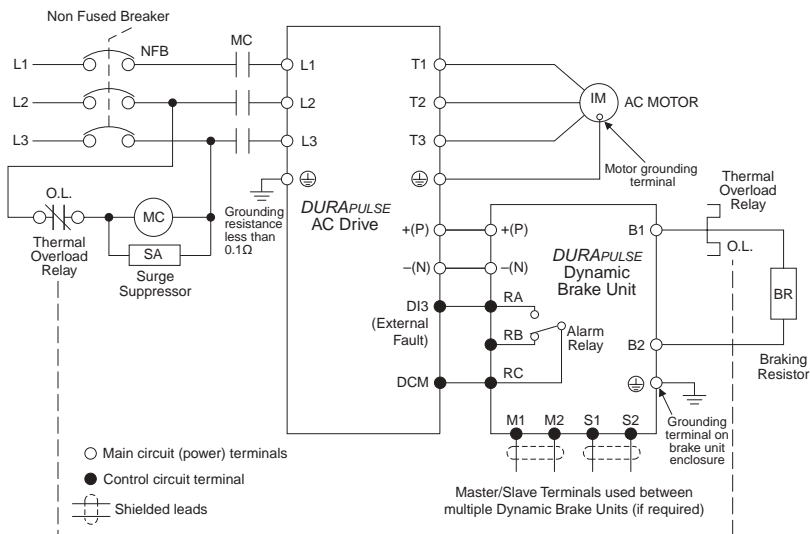 Non Fused Breaker
NFB
MC
L1
L2
L3
L1
L2
L3
T1
T2
T3
IM
AC MOTOR
Motor grounding
terminal
O.L.
MC
SA
Thermal
Overload
Relay
Surge
Suppressor
Grounding
resistance
less than
0.1Ω
DURAPULSE
AC Drive
+(P)
–(N)
DI3
(External
Fault)
DCM
+(P)
–(N)
RA
RB
RC
Alarm
Relay
DURAPULSE
Dynamic
Brake Unit
B1
B2
Thermal
Overload
Relay
O.L.
BR
Braking
Resistor
Grounding
terminal on
brake unit
enclosure
M1
M2
S1
S2
Main circuit (power) terminals
Control circuit terminal
Shielded leads
Master/Slave Terminals used between
multiple Dynamic Brake Units (if required)